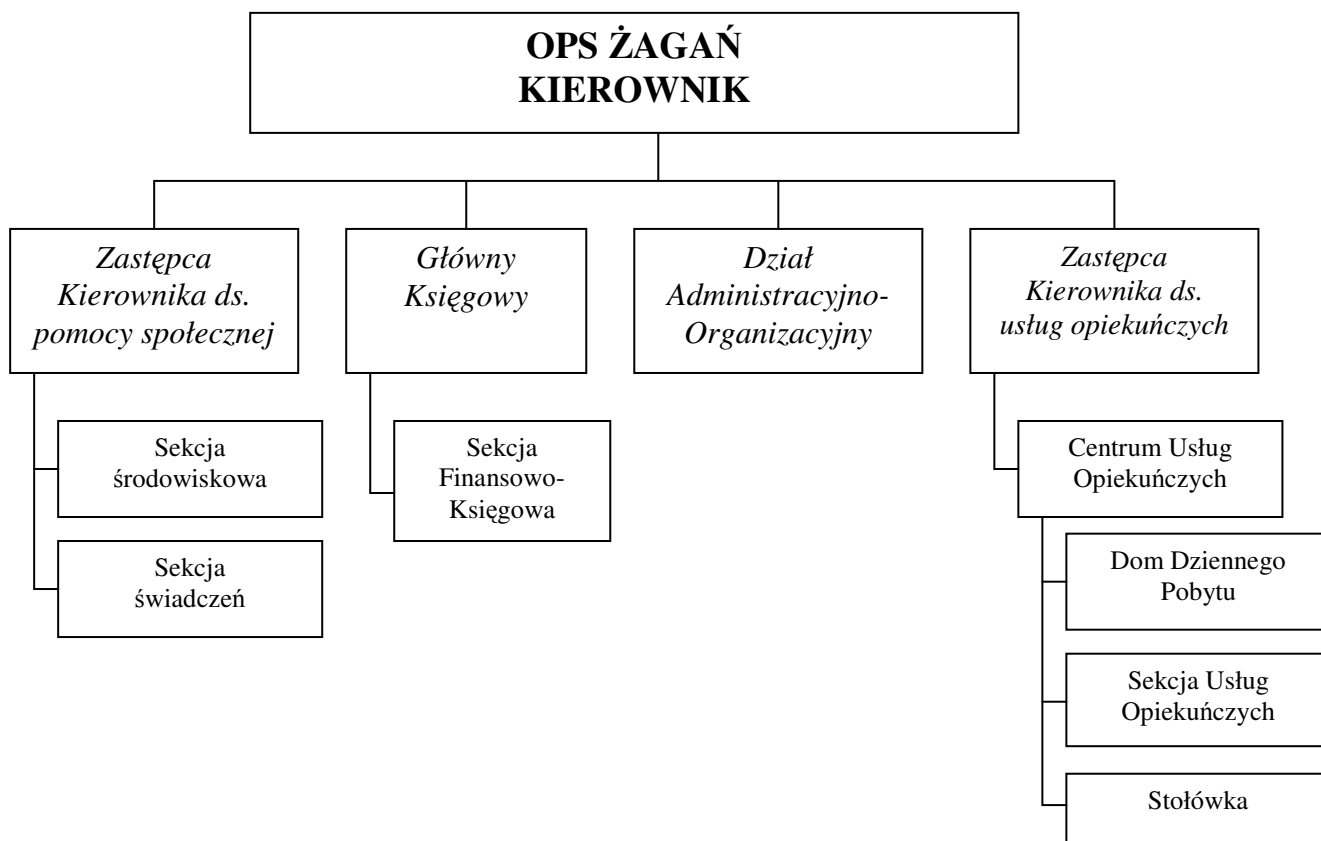 OPS ŻAGAŃ
KIEROWNIK
Zastępca
Kierownika ds.
pomocy społecznej
Główny
Księgowy
Dział
Administracyjno-
Organizacyjny
Zastępca
Kierownika ds.
usług opiekuńczych
Sekcja
środowiskowa
Sekcja
świadczeń
Sekcja
Finansowo-
Księgowa
Centrum Usług
Opiekuńczych
Dom Dziennego
Pobytu
Sekcja Usług
Opiekuńczych
Stołówka